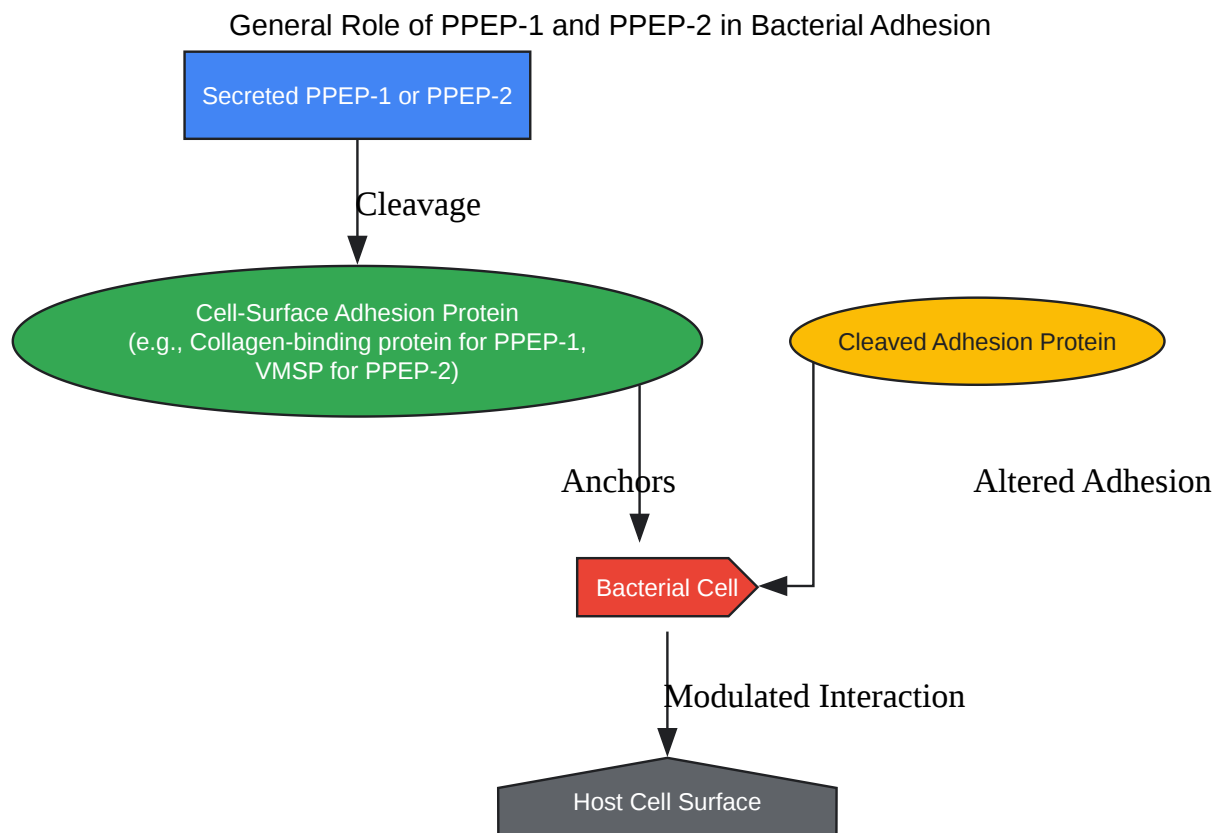 General Role of PPEP-1 and PPEP-2 in Bacterial Adhesion
Secreted PPEP-1 or PPEP-2
Cleavage
Cell-Surface Adhesion Protein
(e.g., Collagen-binding protein for PPEP-1,
VMSP for PPEP-2)
Cleaved Adhesion Protein
Anchors
Altered Adhesion
Bacterial Cell
Modulated Interaction
Host Cell Surface